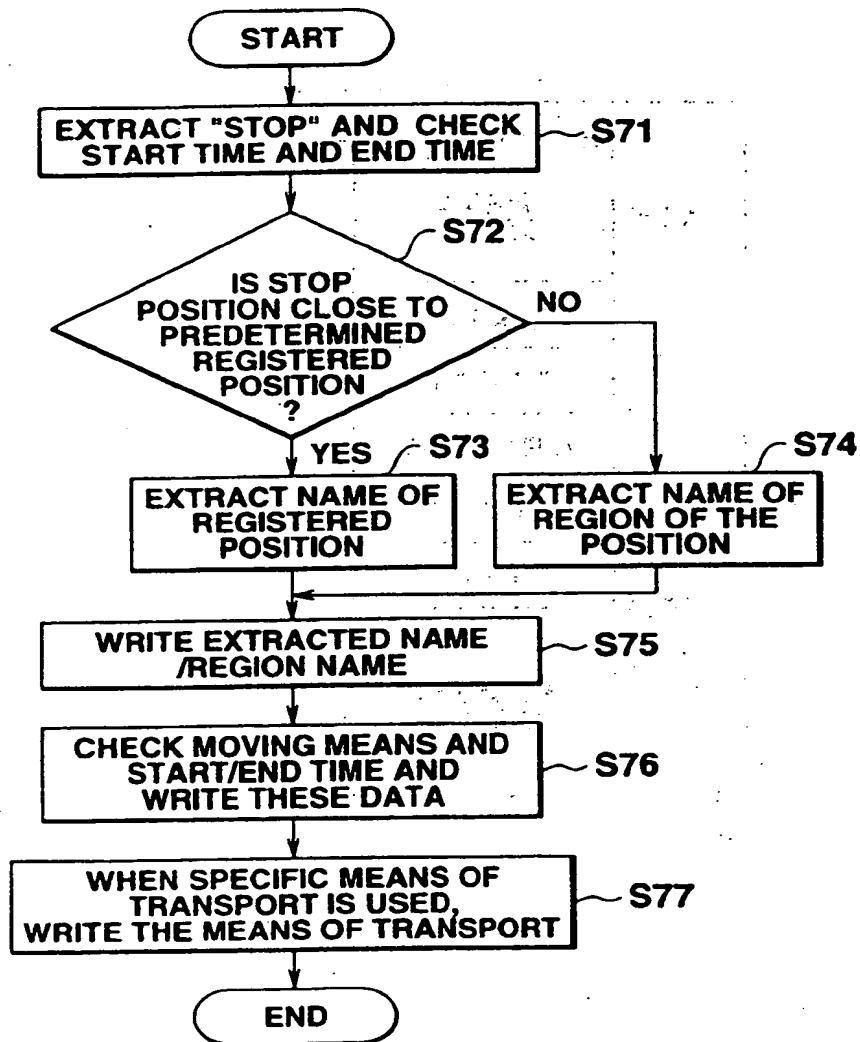 START
EXTRACT "STOP" AND CHECK
START TIME AND END TIME
S71
S72
IS STOP
POSITION CLOSE TO
PREDETERMINED
REGISTERED
POSITION
?
NO
YES
S73
S74
EXTRACT NAME OF
REGISTERED
POSITION
EXTRACT NAME OF
REGION OF THE
POSITION
WRITE EXTRACTED NAME
/REGION NAME
S75
CHECK MOVING MEANS AND
START/END TIME AND
WRITE THESE DATA
S76
WHEN SPECIFIC MEANS OF
TRANSPORT IS USED,
WRITE THE MEANS OF TRANSPORT
S77
END